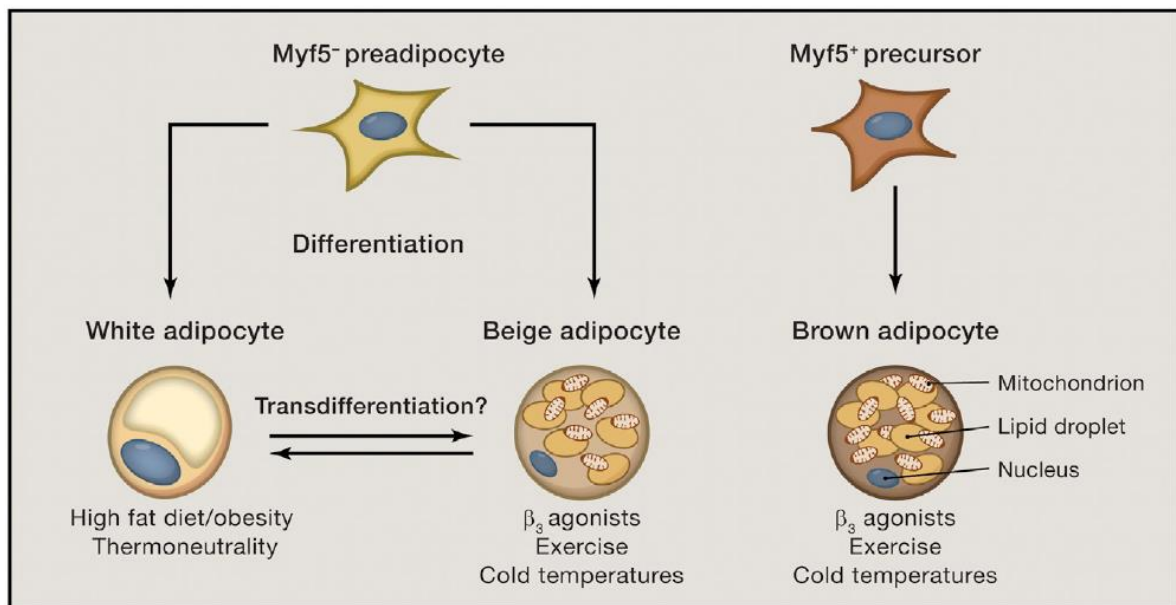 Myf5⁻ preadipocyte
Myf5⁺ precursor
Differentiation
White adipocyte
Beige adipocyte
Brown adipocyte
Transdifferentiation?
Mitochondrion
Lipid droplet
Nucleus
High fat diet/obesity
Thermoneutrality
β₃ agonists
Exercise
Cold temperatures
β₃ agonists
Exercise
Cold temperatures